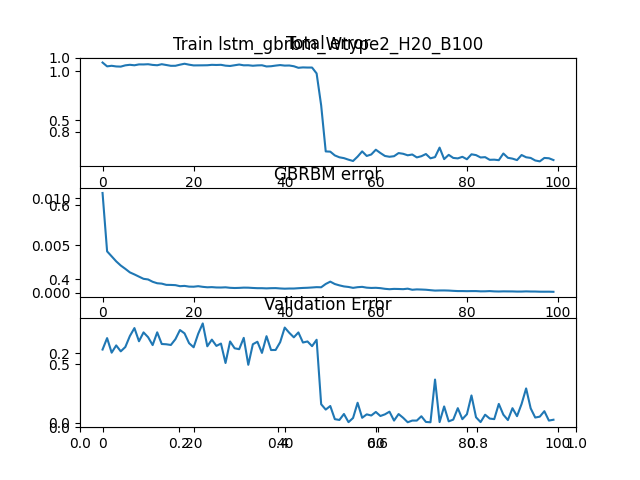 Train lstm_gbrbm_Wtype2_H20_B100
Total error
1.0
1.0
0.5
0.8
0 20 40 60 80 100
GBRBM error
0.010
0.6
0.005
0.4
0.000
0 20 40 60 80 100
Validation Error
0.2
0.5
0.0
0.0
0.0 0 0.2 20 0.4 40 0.6 60 80 0.8 100 1.0